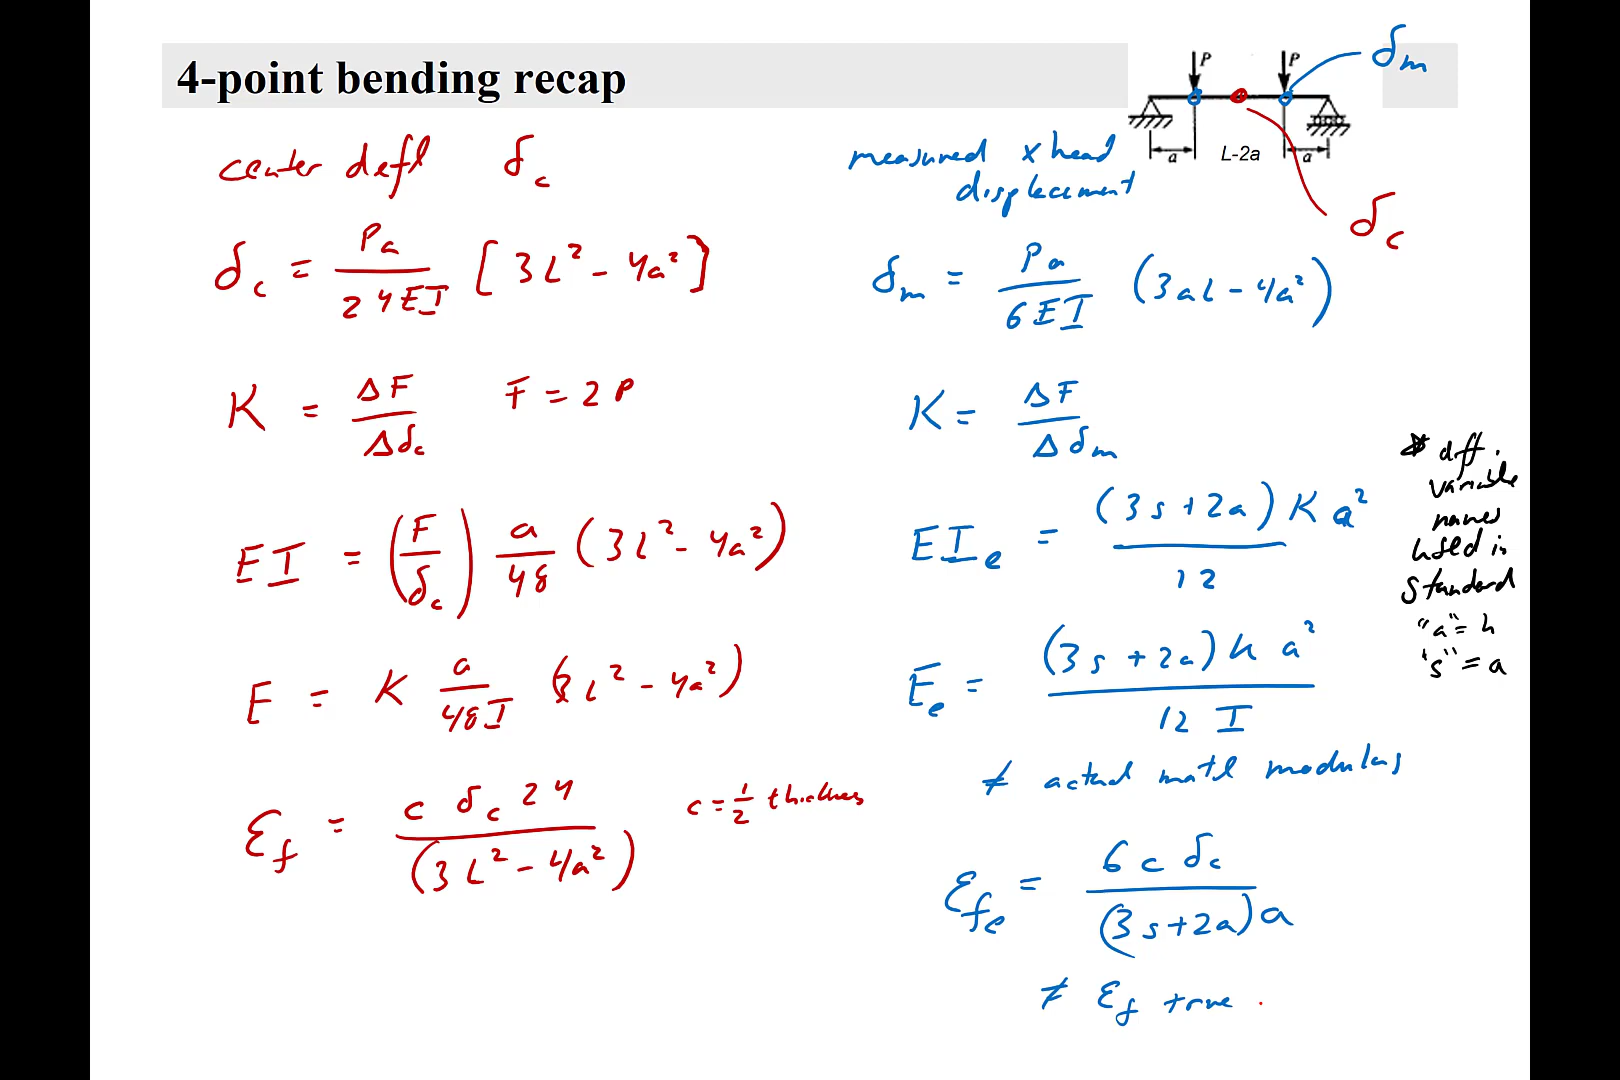 4-point bending recap
P P δm
a L-2a a
δc
center defl δc
δc = Pa / 24EI [3L² - 4a²]
K = ΔF / Δδc F = 2P
EI = (F / δc) a / 48 (3L² - 4a²)
E = K a / 48I (3L² - 4a²)
εf = c δc 24 / (3L² - 4a²) c = 1/2 thicknes
measured x head
displacement
δm = Pa / 6EI (3aL - 4a²)
K = ΔF / Δδm
EIe = (3s + 2a) K a² / 12
Ee = (3s + 2a) K a² / 12 I
≠ actual matl modulus
εfe = 6 c δc / (3s + 2a) a
≠ εf true .
* diff.
variable
names
used in
standard
"a" = h
"s" = a